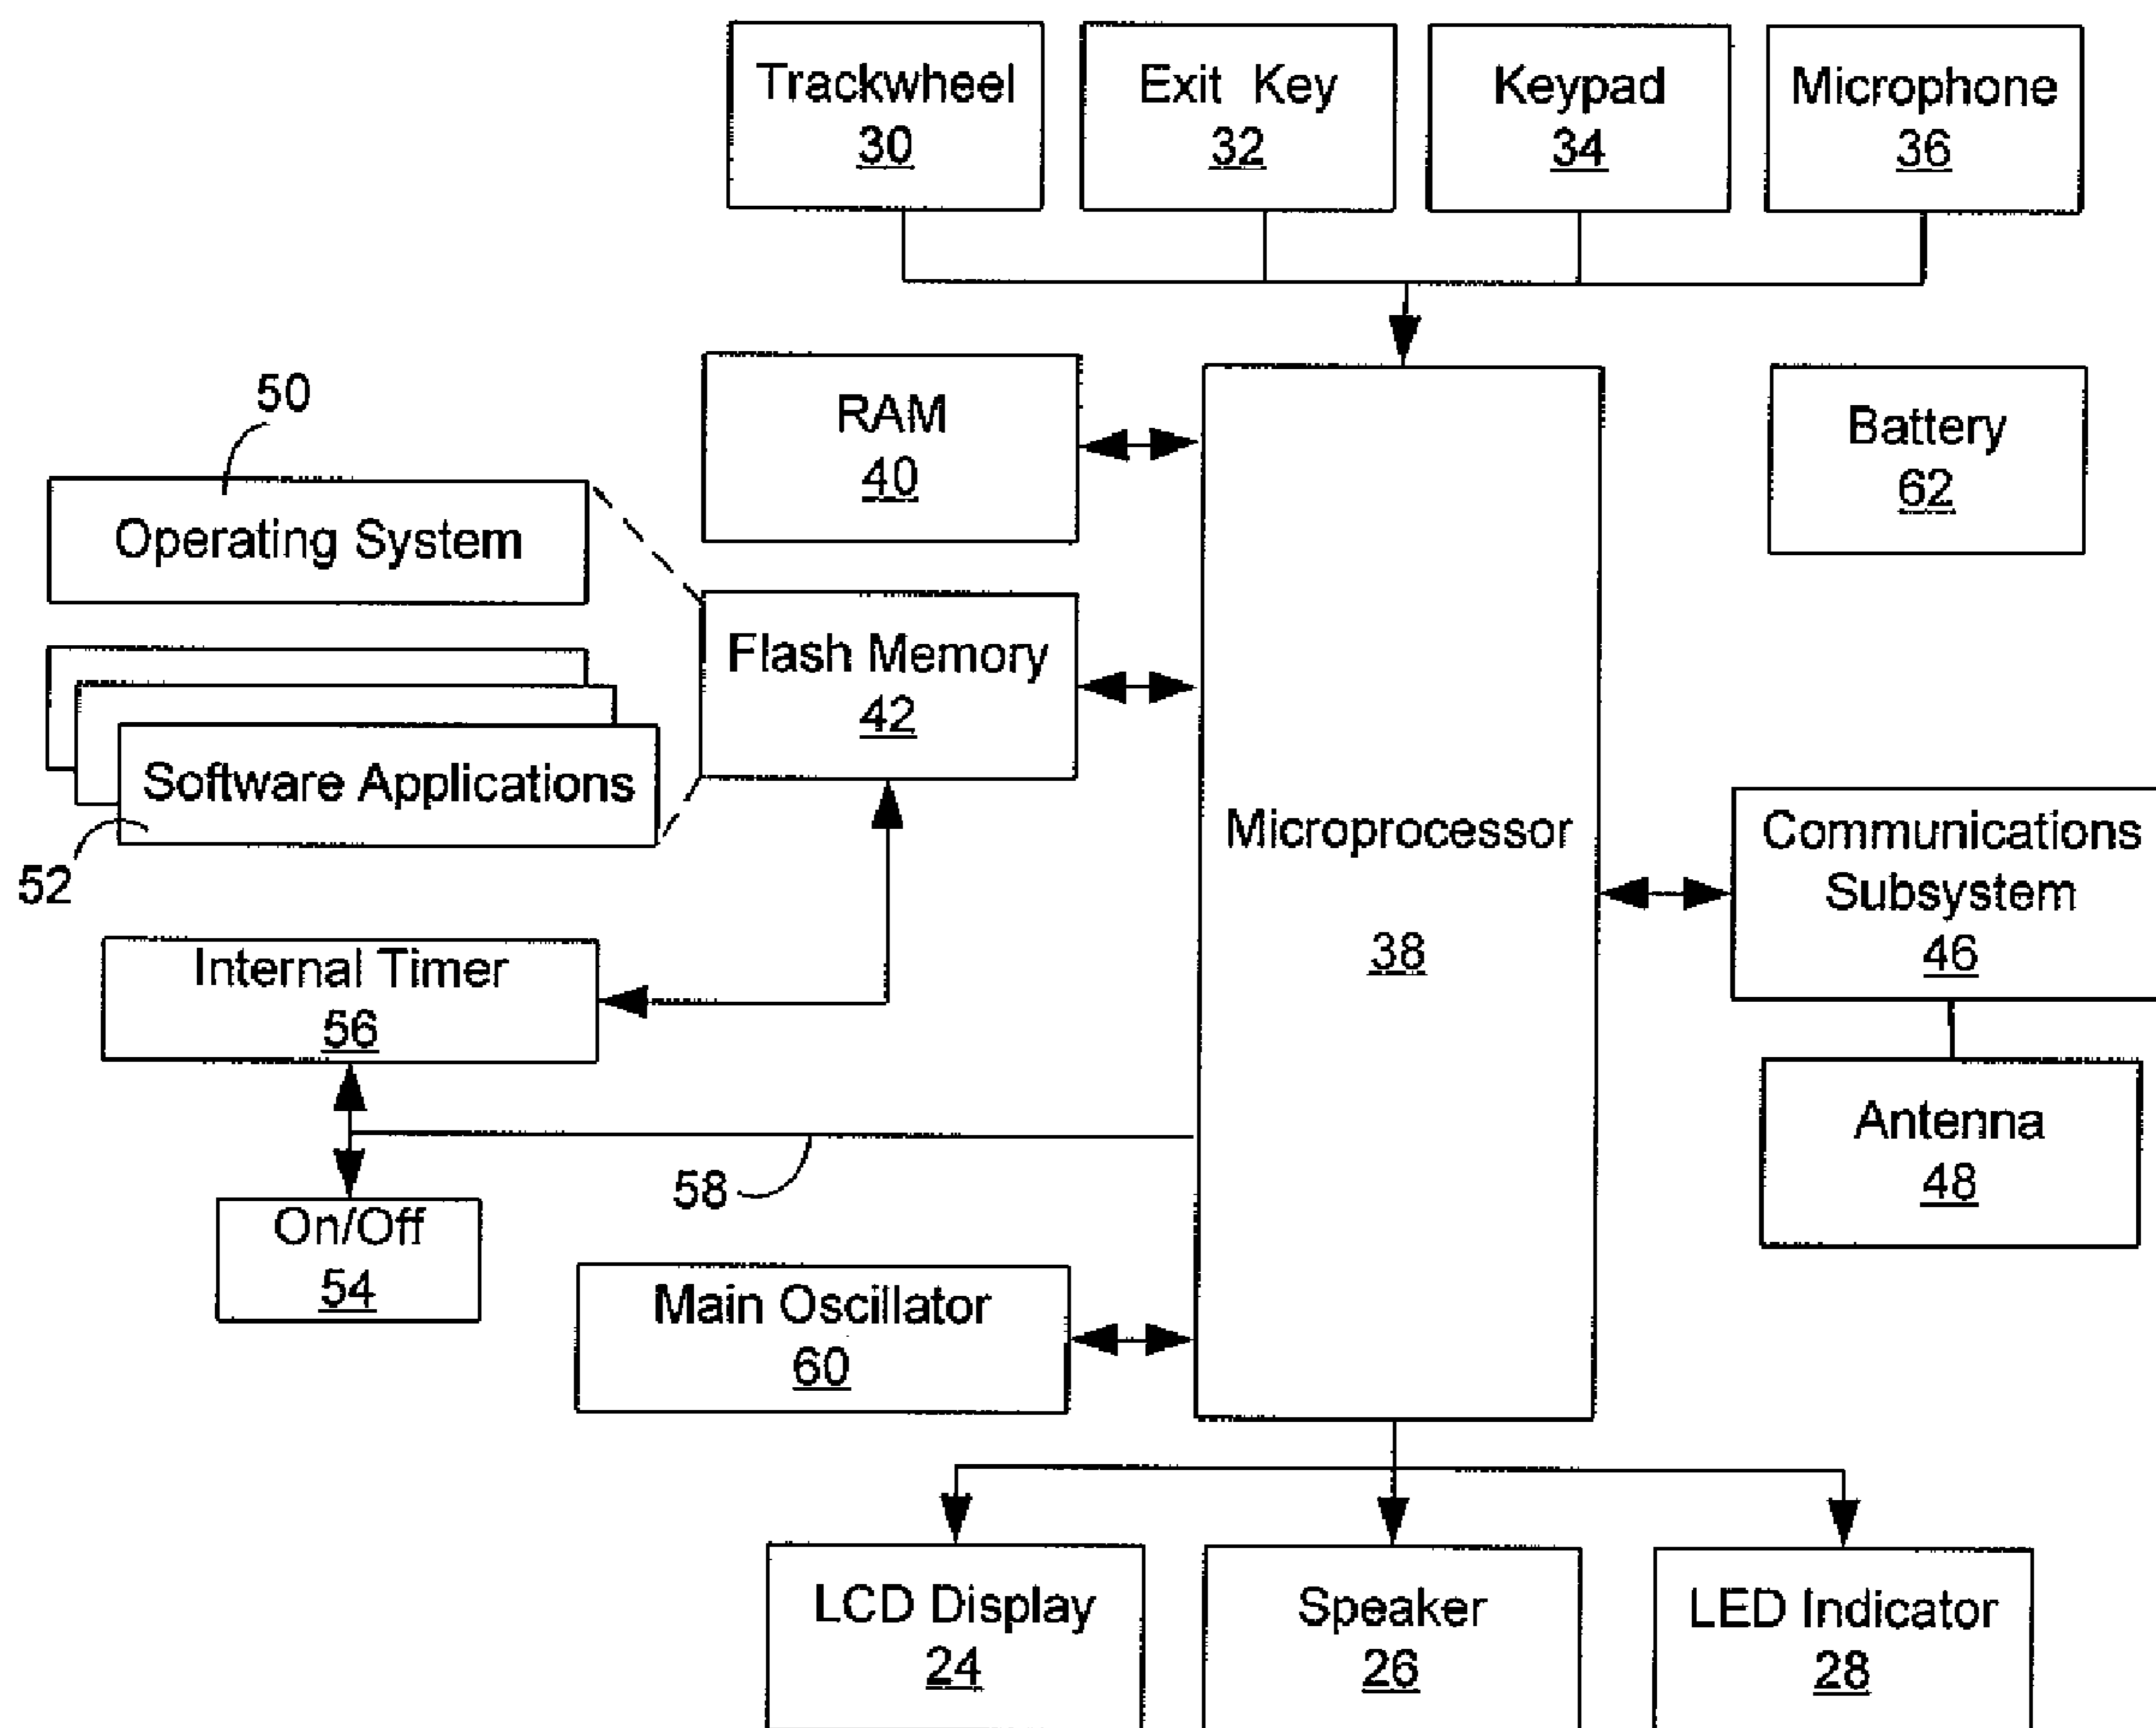 Trackwheel
30
Exit Key
32
Keypad
34
Microphone
36
50
Operating System
RAM
40
Battery
62
Flash Memory
42
Software Applications
52
Microprocessor
38
Communications
Subsystem
46
Internal Timer
56
Antenna
48
58
On/Off
54
Main Oscillator
60
LCD Display
24
Speaker
26
LED Indicator
28